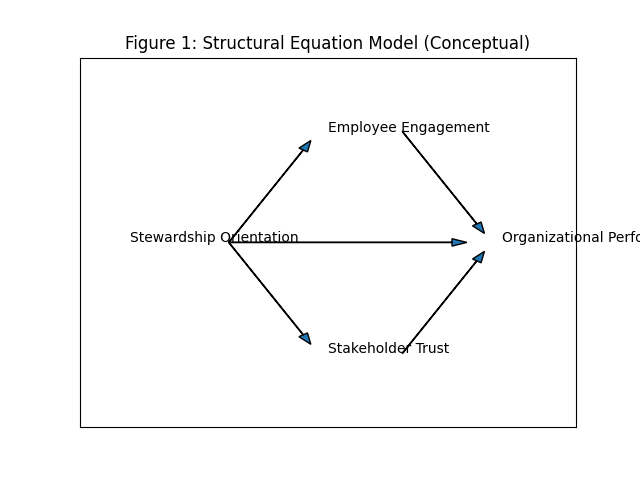 Figure 1: Structural Equation Model (Conceptual)
Employee Engagement
Stewardship Orientation
Organizational Perfo
Stakeholder Trust